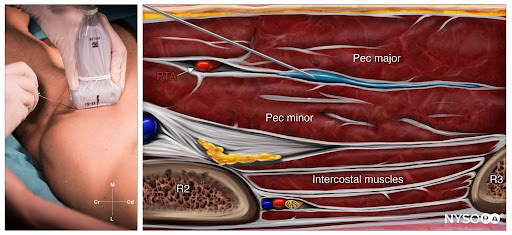 M
Cr
Cd
L
Pec major
PTA
Pec minor
R2
Intercostal muscles
R3
NYSORA